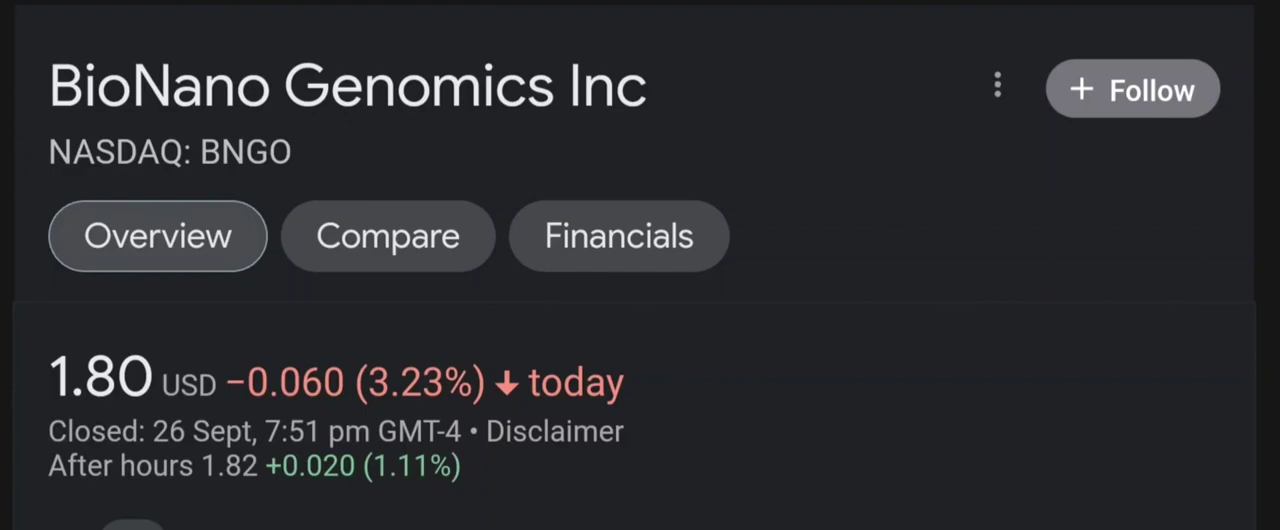 BioNano Genomics Inc
+ Follow
NASDAQ: BNGO
Overview
Compare
Financials
1.80 USD −0.060 (3.23%) ↓ today
Closed: 26 Sept, 7:51 pm GMT-4 • Disclaimer
After hours 1.82 +0.020 (1.11%)